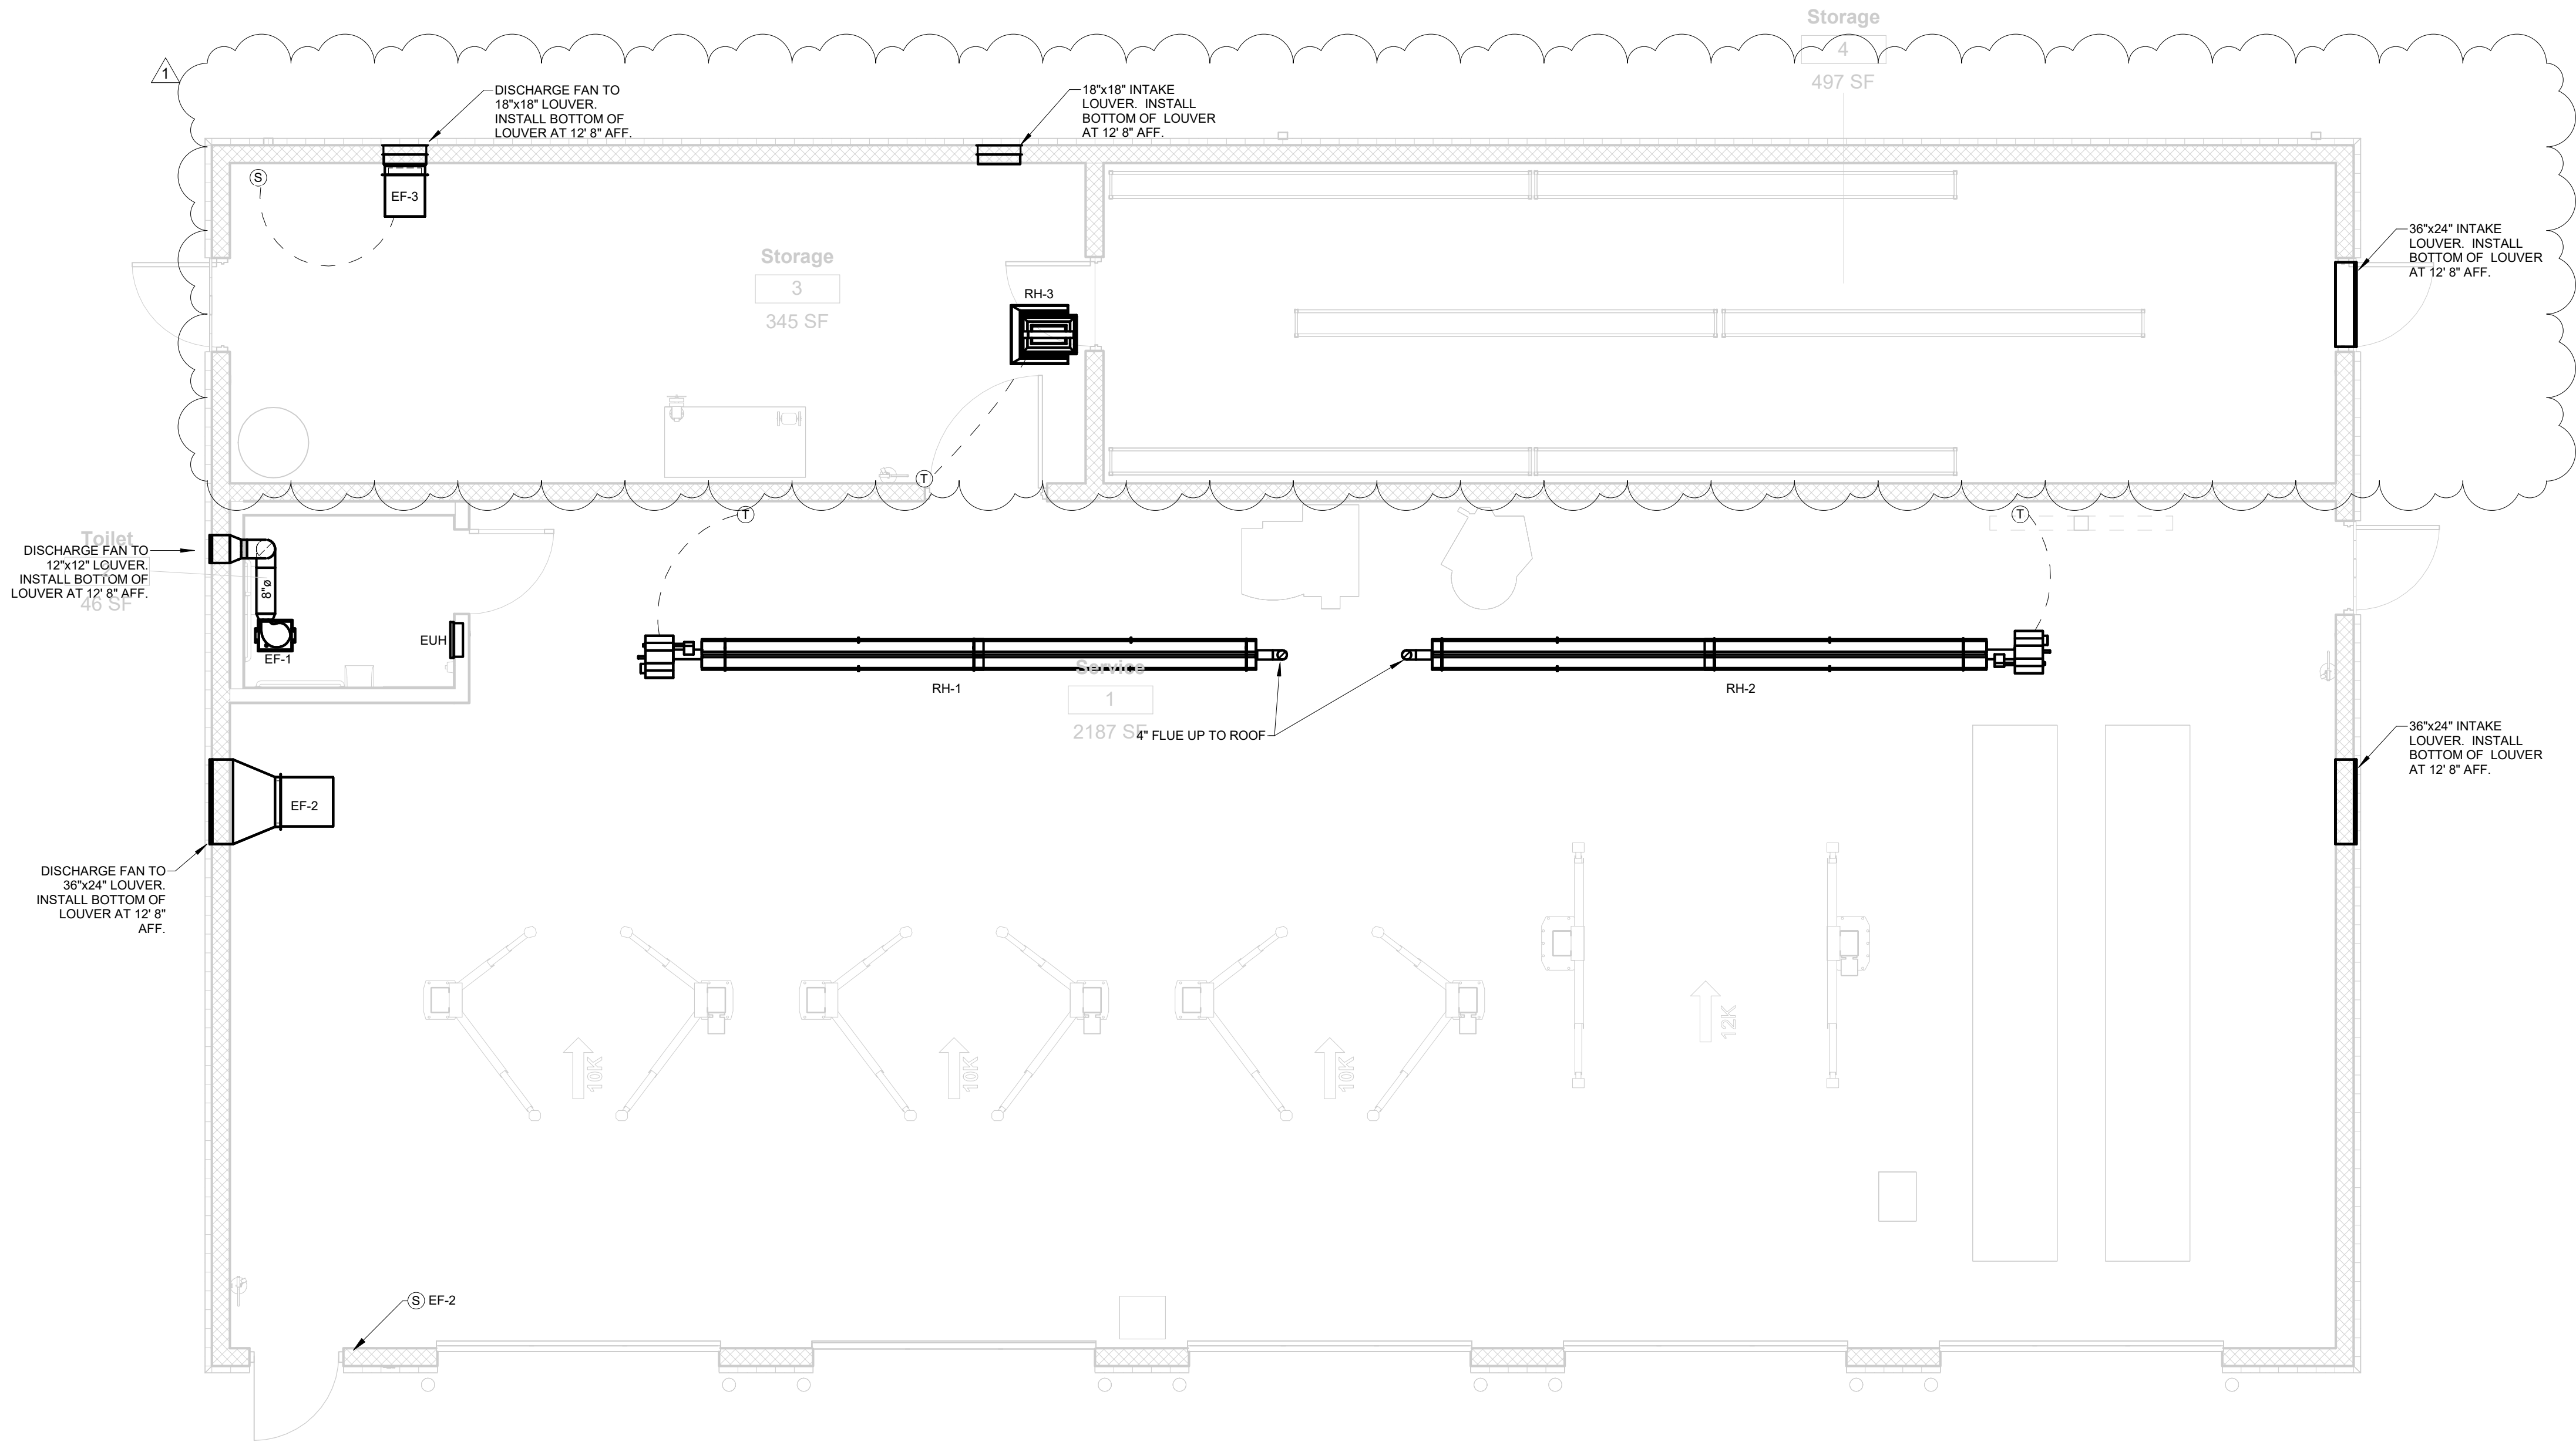 Storage
4
497 SF
1
DISCHARGE FAN TO
18"x18" LOUVER.
INSTALL BOTTOM OF
LOUVER AT 12' 8" AFF.
18"x18" INTAKE
LOUVER. INSTALL
BOTTOM OF LOUVER
AT 12' 8" AFF.
S
EF-3
36"x24" INTAKE
LOUVER. INSTALL
BOTTOM OF LOUVER
AT 12' 8" AFF.
Storage
3
345 SF
RH-3
T
T
T
Toilet
46 SF
DISCHARGE FAN TO
12"x12" LOUVER.
INSTALL BOTTOM OF
LOUVER AT 12' 8" AFF.
8"ø
EF-1
EUH
RH-1
RH-2
Service
1
2187 SF
4" FLUE UP TO ROOF
36"x24" INTAKE
LOUVER. INSTALL
BOTTOM OF LOUVER
AT 12' 8" AFF.
EF-2
DISCHARGE FAN TO
36"x24" LOUVER.
INSTALL BOTTOM OF
LOUVER AT 12' 8"
AFF.
10K
10K
10K
12K
S EF-2